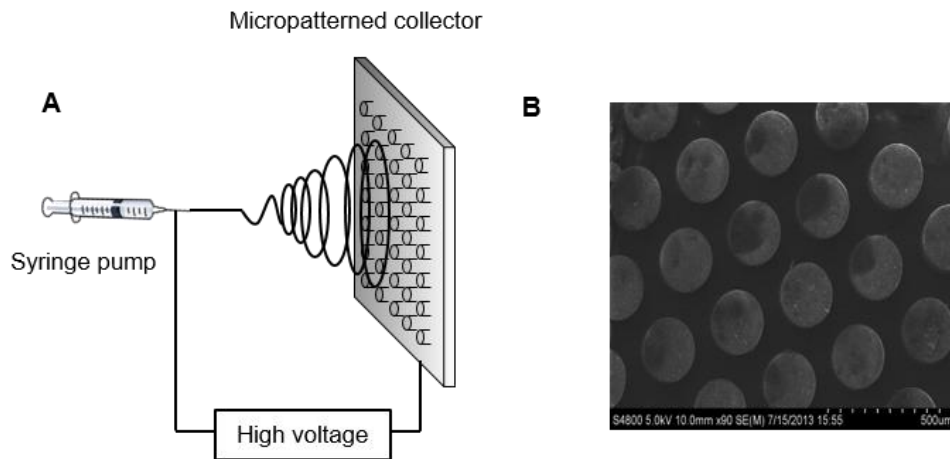 Micropatterned collector
A
B
Syringe pump
High voltage
S4800 5.0kV 10.0mm x90 SE(M) 7/15/2013 15:55
500um